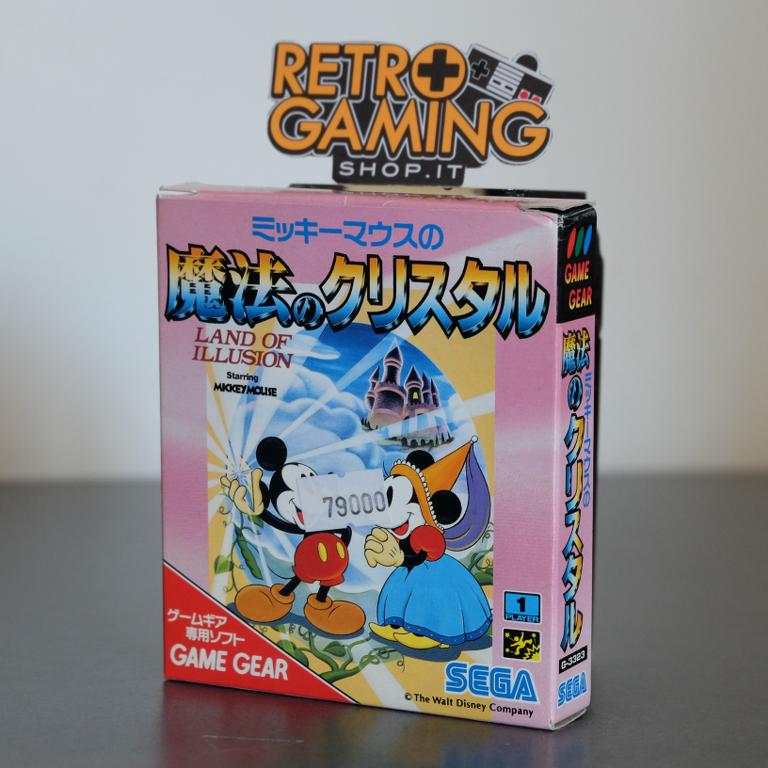 RETRO
GAMING
SHOP.IT
ミッキーマウスの
魔法のクリスタル
LAND OF
ILLUSION
Starring
MICKEY MOUSE
79000
ゲームギア
専用ソフト
GAME GEAR
1
PLAYER
SEGA
© The Walt Disney Company
GAME
GEAR
ミッキーマウスの
魔法のクリスタル
G-3323
SEGA